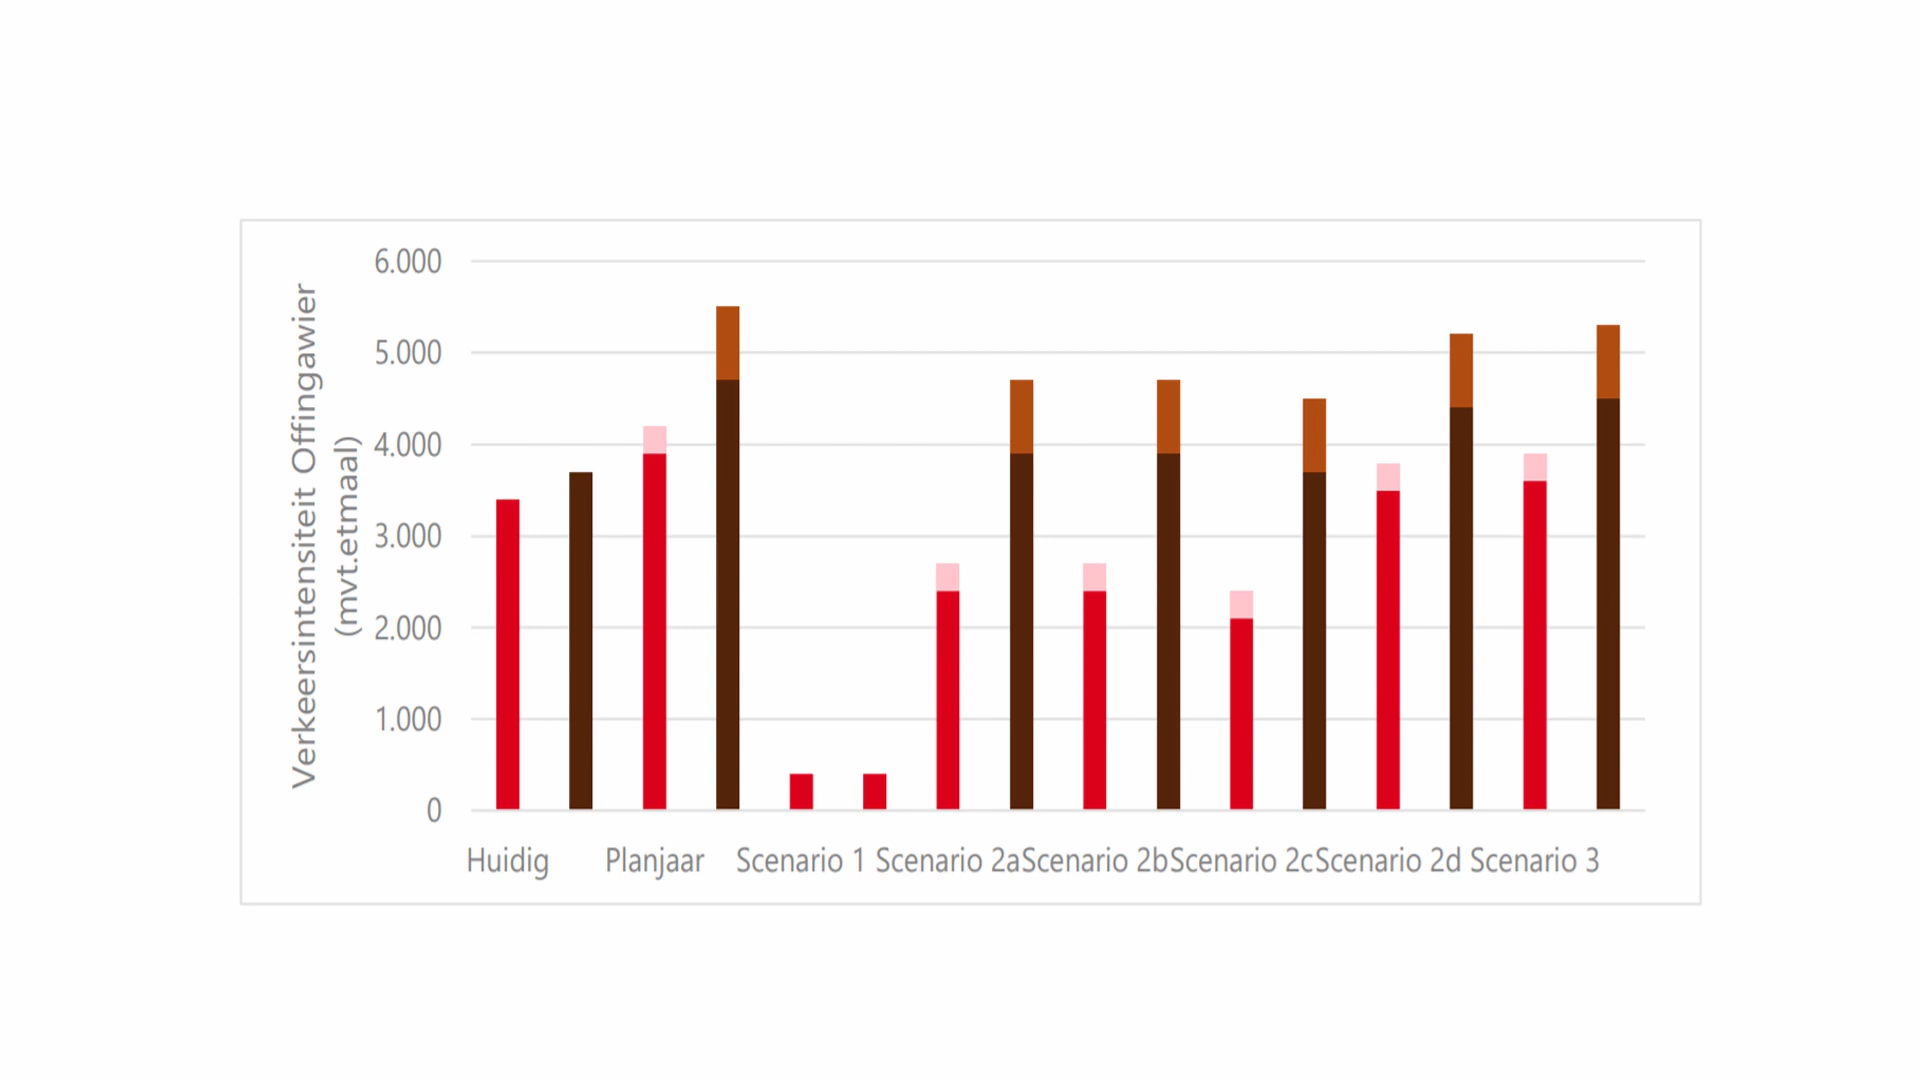 Verkeersintensiteit Offingawier
(mvt.etmaal)
6.000
5.000
4.000
3.000
2.000
1.000
0
Huidig Planjaar Scenario 1 Scenario 2a Scenario 2b Scenario 2c Scenario 2d Scenario 3